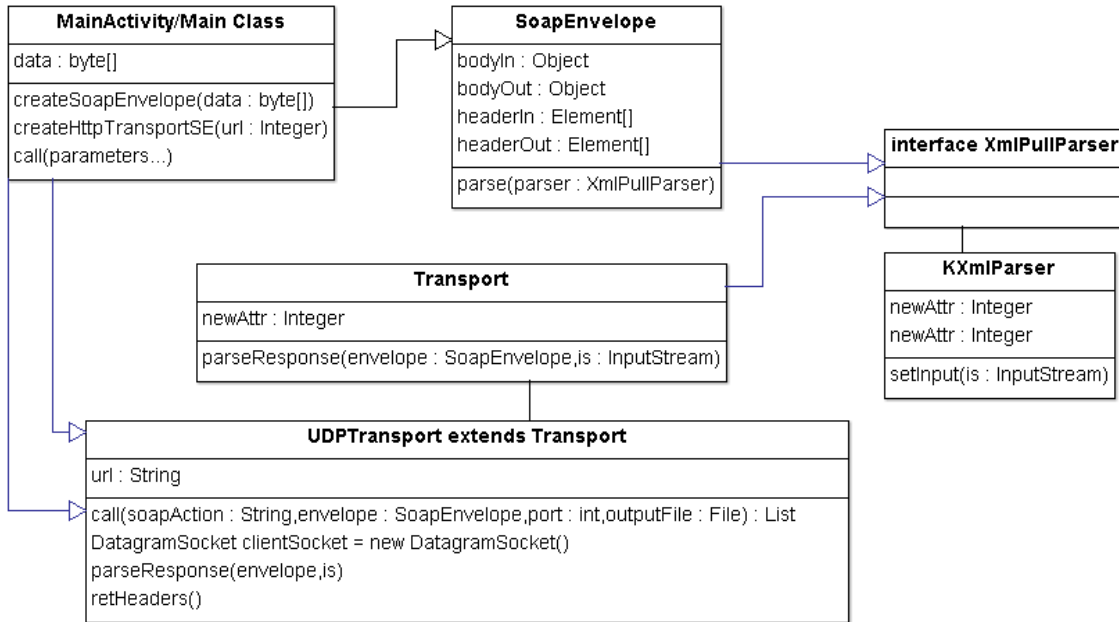 MainActivity/Main Class
data : byte[]
createSoapEnvelope(data : byte[])
createHttpTransportSE(url : Integer)
call(parameters...)
SoapEnvelope
bodyIn : Object
bodyOut : Object
headerIn : Element[]
headerOut : Element[]
parse(parser : XmlPullParser)
interface XmlPullParser
KXmlParser
newAttr : Integer
newAttr : Integer
setInput(is : InputStream)
Transport
newAttr : Integer
parseResponse(envelope : SoapEnvelope,is : InputStream)
UDPTransport extends Transport
url : String
call(soapAction : String,envelope : SoapEnvelope,port : int,outputFile : File) : List
DatagramSocket clientSocket = new DatagramSocket()
parseResponse(envelope,is)
retHeaders()